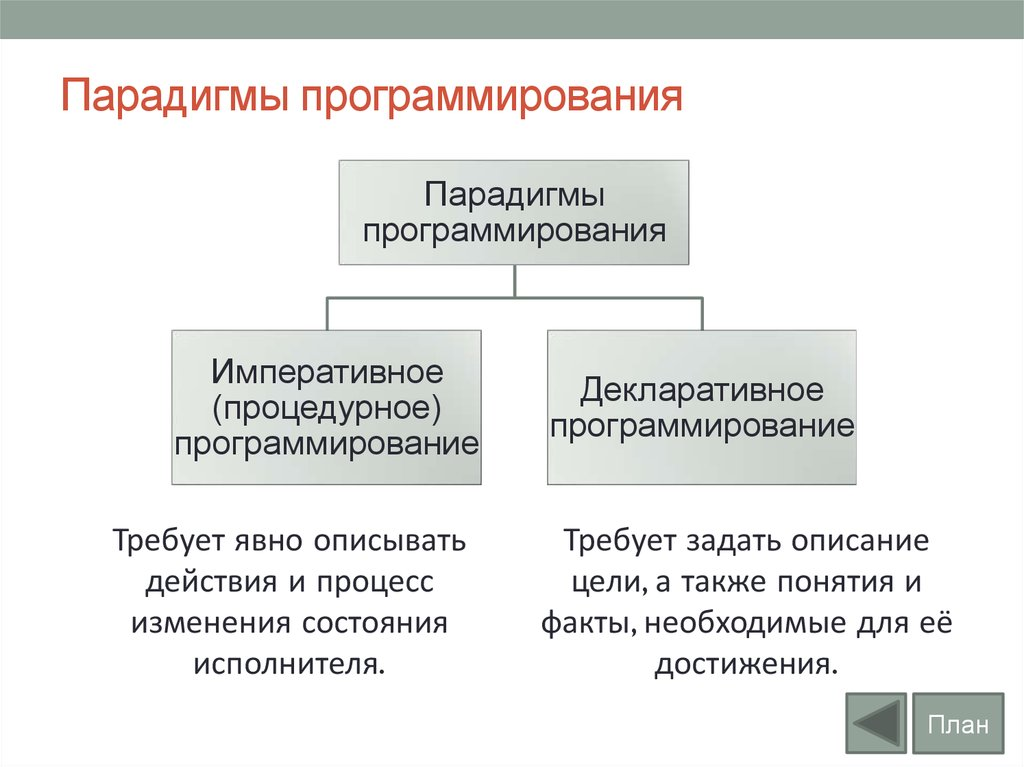 Парадигмы программирования
Парадигмы
программирования
Императивное
(процедурное)
программирование
Декларативное
программирование
Требует явно описывать
действия и процесс
изменения состояния
исполнителя.
Требует задать описание
цели, а также понятия и
факты, необходимые для её
достижения.
План